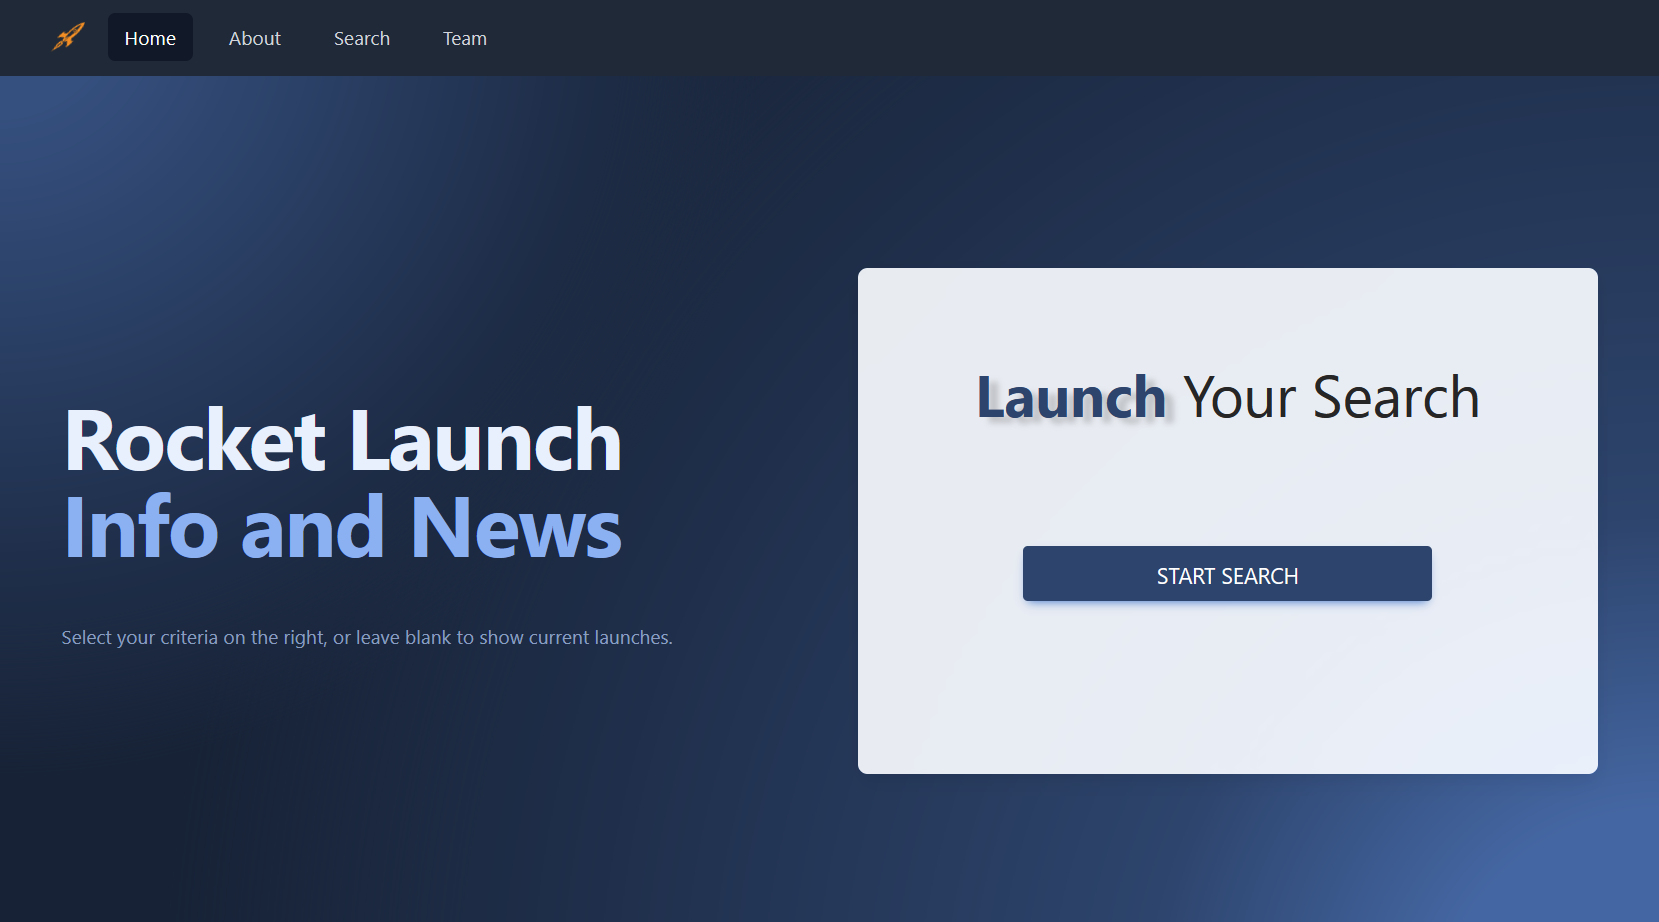 Home About Search Team
Rocket Launch
Info and News
Select your criteria on the right, or leave blank to show current launches.
Launch Your Search
START SEARCH